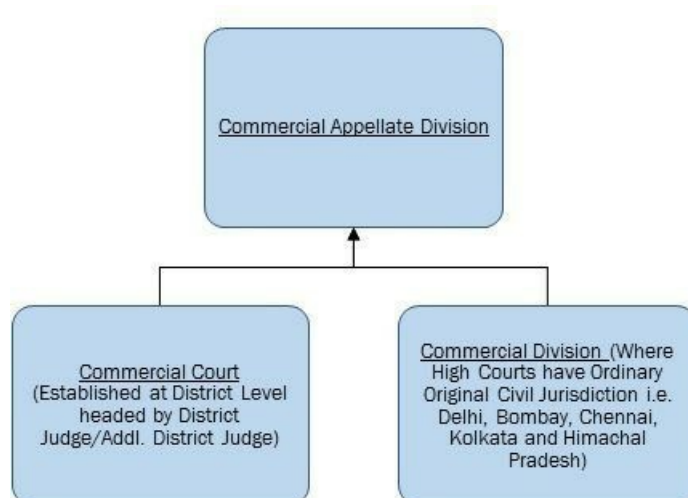 Commercial Appellate Division
Commercial Court
(Established at District Level
headed by District
Judge/Addl. District Judge)
Commercial Division (Where
High Courts have Ordinary
Original Civil Jurisdiction i.e.
Delhi, Bombay, Chennai,
Kolkata and Himachal
Pradesh)